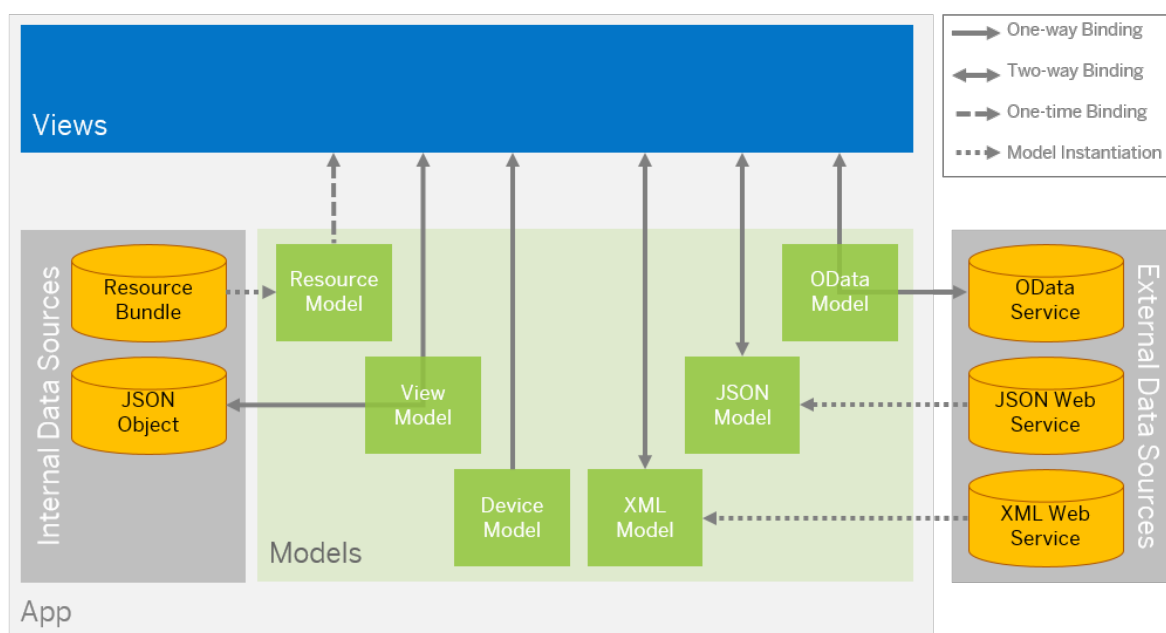 One-way Binding
Two-way Binding
One-time Binding
Model Instantiation
Views
Internal Data Sources
Resource
Bundle
JSON
Object
Resource
Model
View
Model
Device
Model
XML
Model
JSON
Model
OData
Model
Models
App
OData
Service
JSON Web
Service
XML Web
Service
External Data Sources